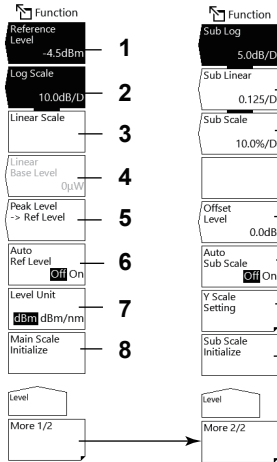 Function
Reference
Level
-4.5dBm
1
Log Scale
10.0dB/D
2
Linear Scale
3
Linear
Base Level
0µW
4
Peak Level
-> Ref Level
5
Auto
Ref Level
Off On
6
Level Unit
dBm dBm/nm
7
Main Scale
Initialize
8
Level
More 1/2
Function
Sub Log
5.0dB/D
Sub Linear
0.125/D
Sub Scale
10.0%/D
Offset
Level
0.0dB
Auto
Sub Scale
Off On
Y Scale
Setting
Sub Scale
Initialize
Level
More 2/2